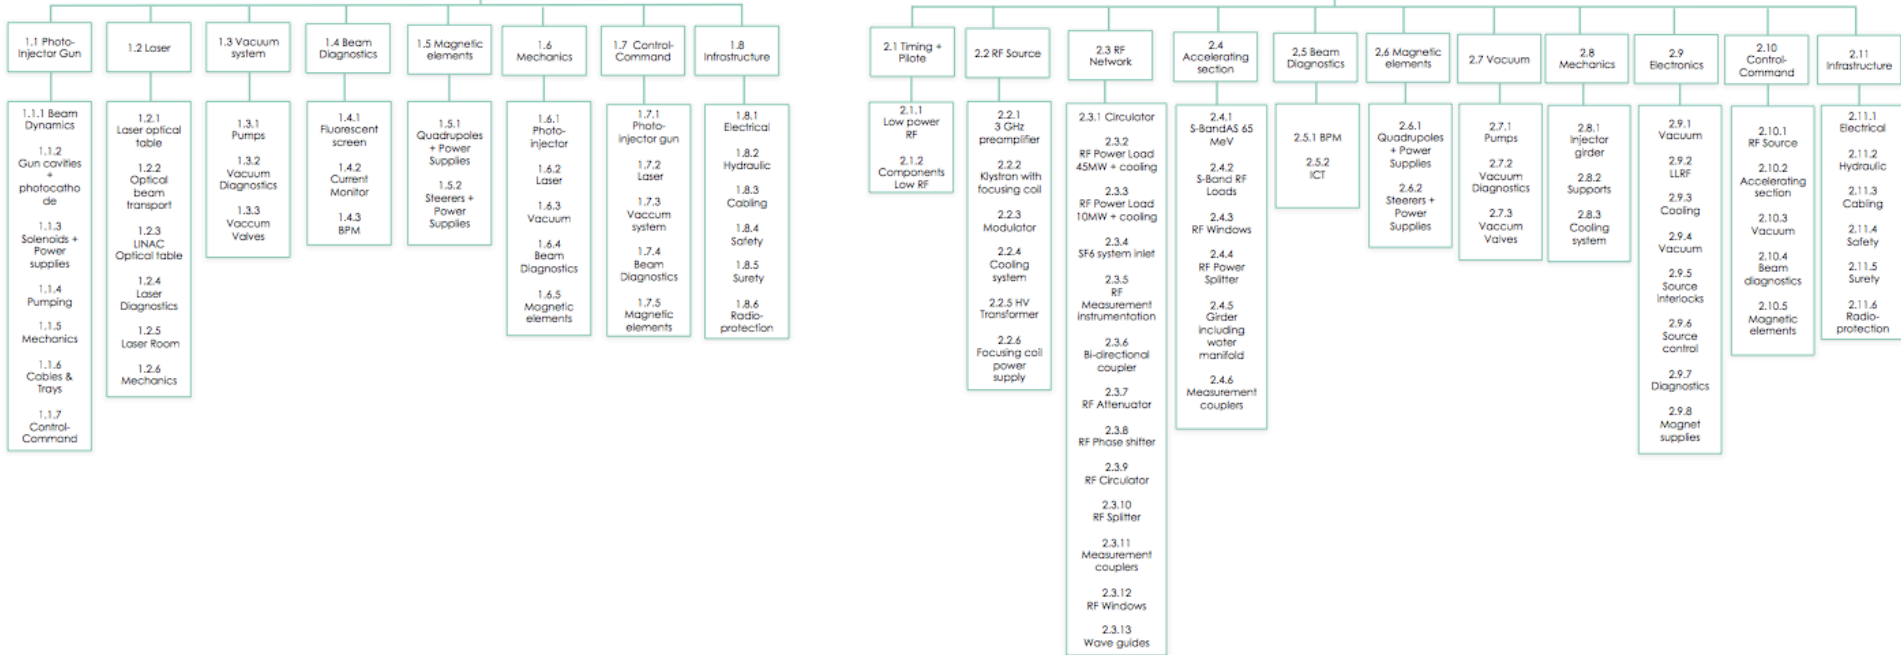 1.1 Photo-
Injector Gun
1.2 Laser
1.3 Vacuum
system
1.4 Beam
Diagnostics
1.5 Magnetic
elements
1.6
Mechanics
1.7 Control-
Command
1.8
Infrastructure
1.1.1 Beam
Dynamics
1.1.2
Gun cavities
+
photocatho
de
1.1.3
Solenoids +
Power
supplies
1.1.4
Pumping
1.1.5
Mechanics
1.1.6
Cables &
Trays
1.1.7
Control-
Command
1.2.1
Laser optical
table
1.2.2
Optical
beam
transport
1.2.3
LINAC
Optical table
1.2.4
Laser
Diagnostics
1.2.5
Laser Room
1.2.6
Mechanics
1.3.1
Pumps
1.3.2
Vacuum
Diagnostics
1.3.3
Vaccum
Valves
1.4.1
Fluorescent
screen
1.4.2
Current
Monitor
1.4.3
BPM
1.5.1
Quadrupoles
+ Power
Supplies
1.5.2
Steerers +
Power
Supplies
1.6.1
Photo-
injector
1.6.2
Laser
1.6.3
Vacuum
1.6.4
Beam
Diagnostics
1.6.5
Magnetic
elements
1.7.1
Photo-
injector gun
1.7.2
Laser
1.7.3
Vaccum
system
1.7.4
Beam
Diagnostics
1.7.5
Magnetic
elements
1.8.1
Electrical
1.8.2
Hydraulic
1.8.3
Cabling
1.8.4
Safety
1.8.5
Surety
1.8.6
Radio-
protection
2.1 Timing +
Pilote
2.2 RF Source
2.3 RF
Network
2.4
Accelerating
section
2.5 Beam
Diagnostics
2.6 Magnetic
elements
2.7 Vacuum
2.8
Mechanics
2.9
Electronics
2.10
Control-
Command
2.11
Infrastructure
2.1.1
Low power
RF
2.1.2
Components
Low RF
2.2.1
3 GHz
preamplifier
2.2.2
Klystron with
focusing coil
2.2.3
Modulator
2.2.4
Cooling
system
2.2.5 HV
Transformer
2.2.6
Focusing coil
power
supply
2.3.1 Circulator
2.3.2
RF Power Load
45MW + cooling
2.3.3
RF Power Load
10MW + cooling
2.3.4
SF6 system inlet
2.3.5
RF
Measurement
instrumentation
2.3.6
Bi-directional
coupler
2.3.7
RF Attenuator
2.3.8
RF Phase shifter
2.3.9
RF Circulator
2.3.10
RF Splitter
2.3.11
Measurement
couplers
2.3.12
RF Windows
2.3.13
Wave guides
2.4.1
S-BandAS 65
MeV
2.4.2
S-Band RF
Loads
2.4.3
RF Windows
2.4.4
RF Power
Splitter
2.4.5
Girder
including
water
manifold
2.4.6
Measurement
couplers
2.5.1 BPM
2.5.2
ICT
2.6.1
Quadrupoles
+ Power
Supplies
2.6.2
Steerers +
Power
Supplies
2.7.1
Pumps
2.7.2
Vacuum
Diagnostics
2.7.3
Vaccum
Valves
2.8.1
Injector
girder
2.8.2
Supports
2.8.3
Cooling
system
2.9.1
Vacuum
2.9.2
LLRF
2.9.3
Cooling
2.9.4
Vacuum
2.9.5
Source
interlocks
2.9.6
Source
control
2.9.7
Diagnostics
2.9.8
Magnet
supplies
2.10.1
RF Source
2.10.2
Accelerating
section
2.10.3
Vacuum
2.10.4
Beam
diagnostics
2.10.5
Magnetic
elements
2.11.1
Electrical
2.11.2
Hydraulic
2.11.3
Cabling
2.11.4
Safety
2.11.5
Surety
2.11.6
Radio-
protection